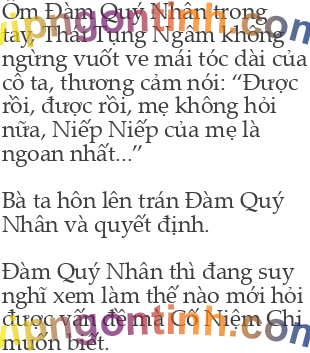 Ôm Đàm Quý Nhân trong
tay, Thái Tụng Ngâm không
ngừng vuốt ve mái tóc dài của
cô ta, thương cảm nói: “Được
rồi, được rồi, mẹ không hỏi
nữa, Niếp Niếp của mẹ là
ngoan nhất...”
Bà ta hôn lên trán Đàm Quý
Nhân và quyết định.
Đàm Quý Nhân thì đang suy
nghĩ xem làm thế nào mới hỏi
được vấn đề mà Cố Niệm Chi
muốn biết.